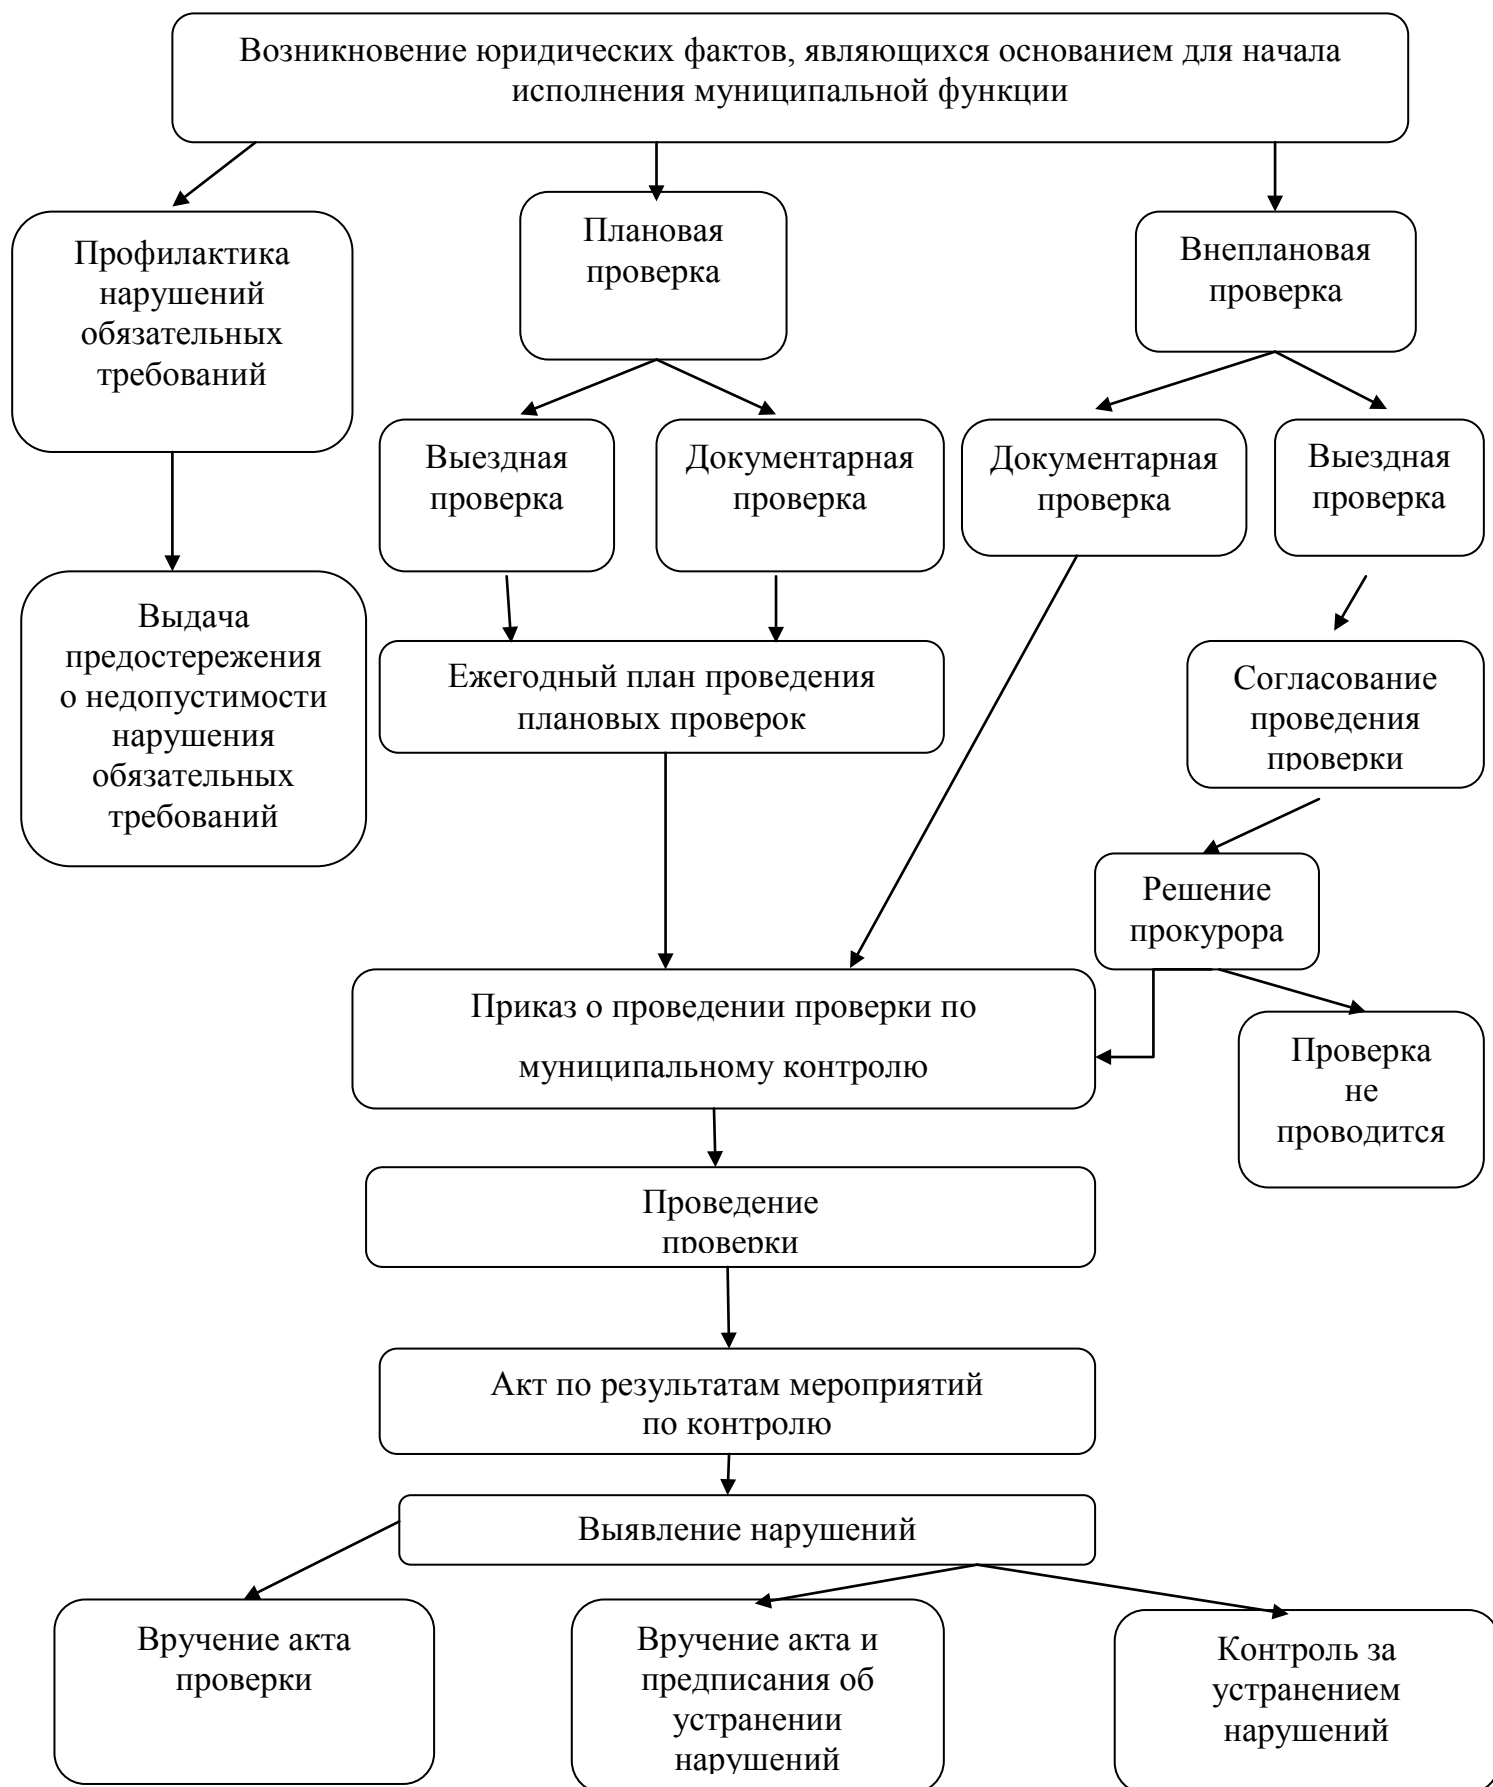 Возникновение юридических фактов, являющихся основанием для начала
исполнения муниципальной функции
Профилактика
нарушений
обязательных
требований
Плановая
проверка
Внеплановая
проверка
Выездная
проверка
Документарная
проверка
Документарная
проверка
Выездная
проверка
Выдача
предостережения
о недопустимости
нарушения
обязательных
требований
Ежегодный план проведения
плановых проверок
Согласование
проведения
проверки
Решение
прокурора
Приказ о проведении проверки по
муниципальному контролю
Проверка
не
проводится
Проведение
проверки
Акт по результатам мероприятий
по контролю
Выявление нарушений
Вручение акта
проверки
Вручение акта и
предписания об
устранении
нарушений
Контроль за
устранением
нарушений